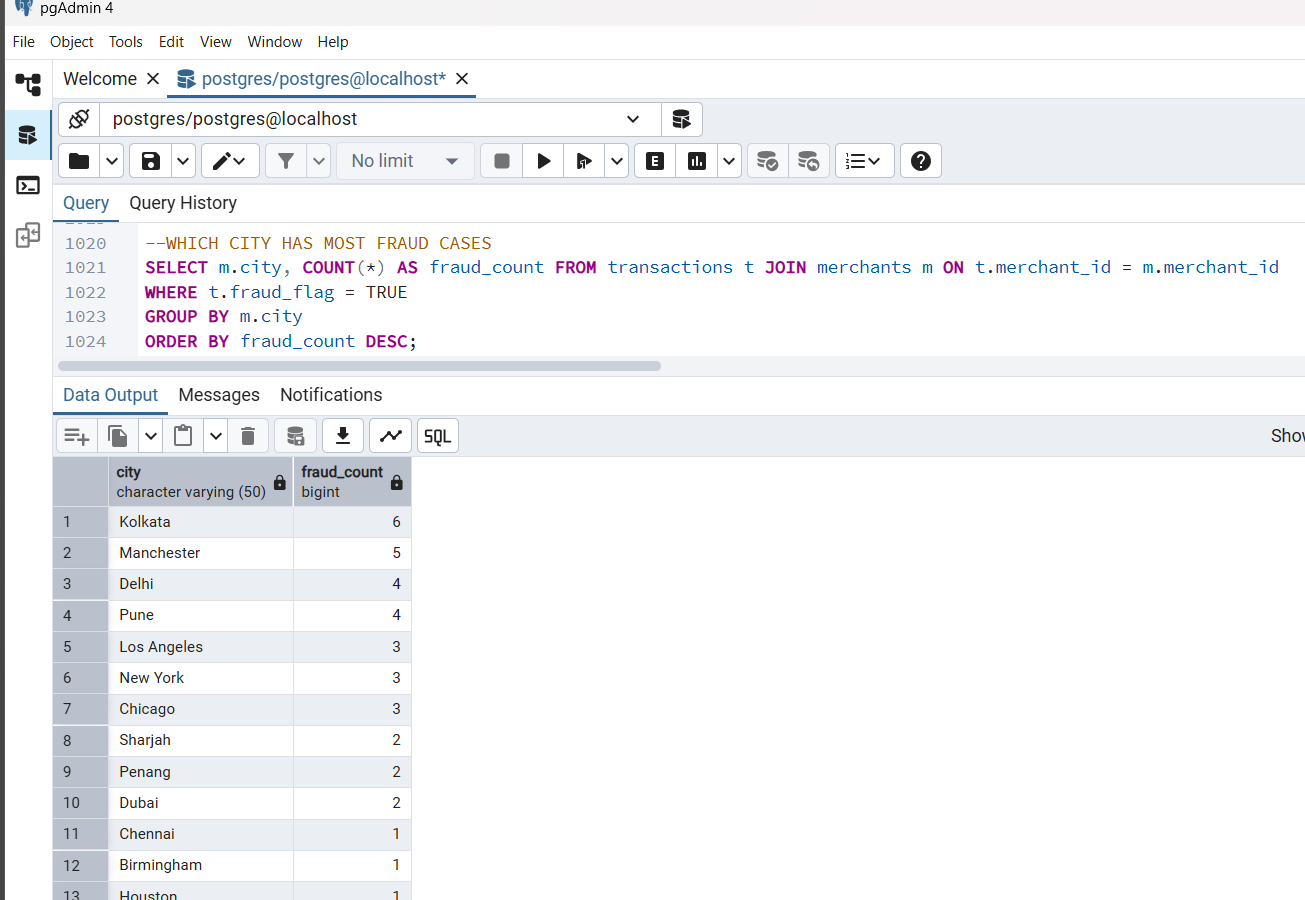 pgAdmin 4
File Object Tools Edit View Window Help
Welcome postgres/postgres@localhost*
postgres/postgres@localhost
No limit
E
Query Query History
1020 --WHICH CITY HAS MOST FRAUD CASES
1021 SELECT m.city, COUNT(*) AS fraud_count FROM transactions t JOIN merchants m ON t.merchant_id = m.merchant_id
1022 WHERE t.fraud_flag = TRUE
1023 GROUP BY m.city
1024 ORDER BY fraud_count DESC;
Data Output Messages Notifications
SQL Show
city fraud_count
character varying (50) bigint
1 Kolkata 6
2 Manchester 5
3 Delhi 4
4 Pune 4
5 Los Angeles 3
6 New York 3
7 Chicago 3
8 Sharjah 2
9 Penang 2
10 Dubai 2
11 Chennai 1
12 Birmingham 1
13 Houston 1